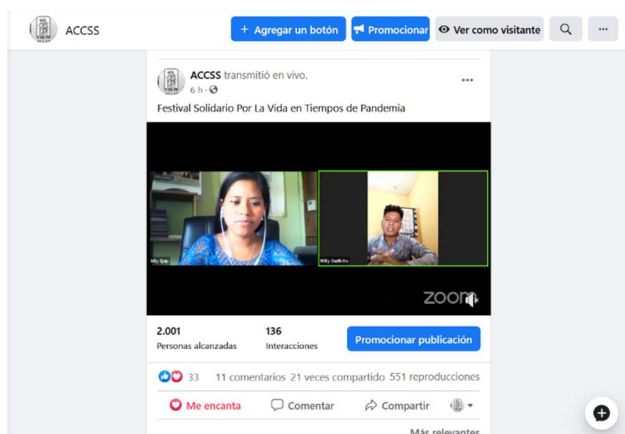 ACCSS
+ Agregar un botón
Promocionar
Ver como visitante
...
ACCSS transmitió en vivo.
6 h ·
Festival Solidario Por La Vida en Tiempos de Pandemia
Willy
zoom
2.001
Personas alcanzadas
136
Interacciones
Promocionar publicación
33
11 comentarios 21 veces compartido 551 reproducciones
Me encanta
Comentar
Compartir
Más relevantes